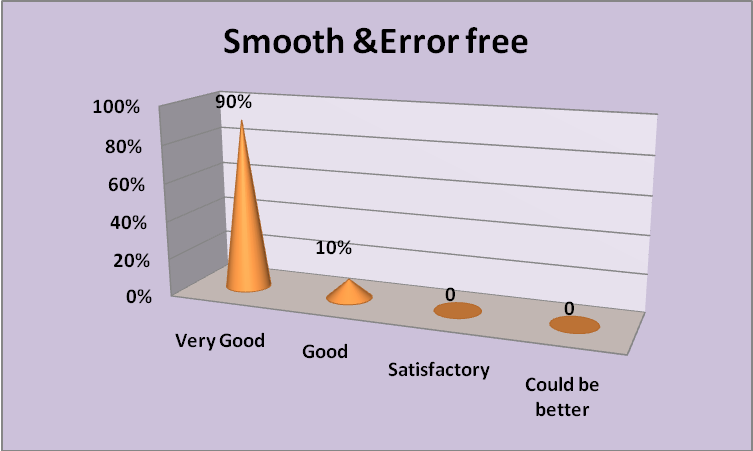 Smooth &Error free
100%
80%
60%
40%
20%
0%
90%
10%
0
0
Very Good
Good
Satisfactory
Could be
better